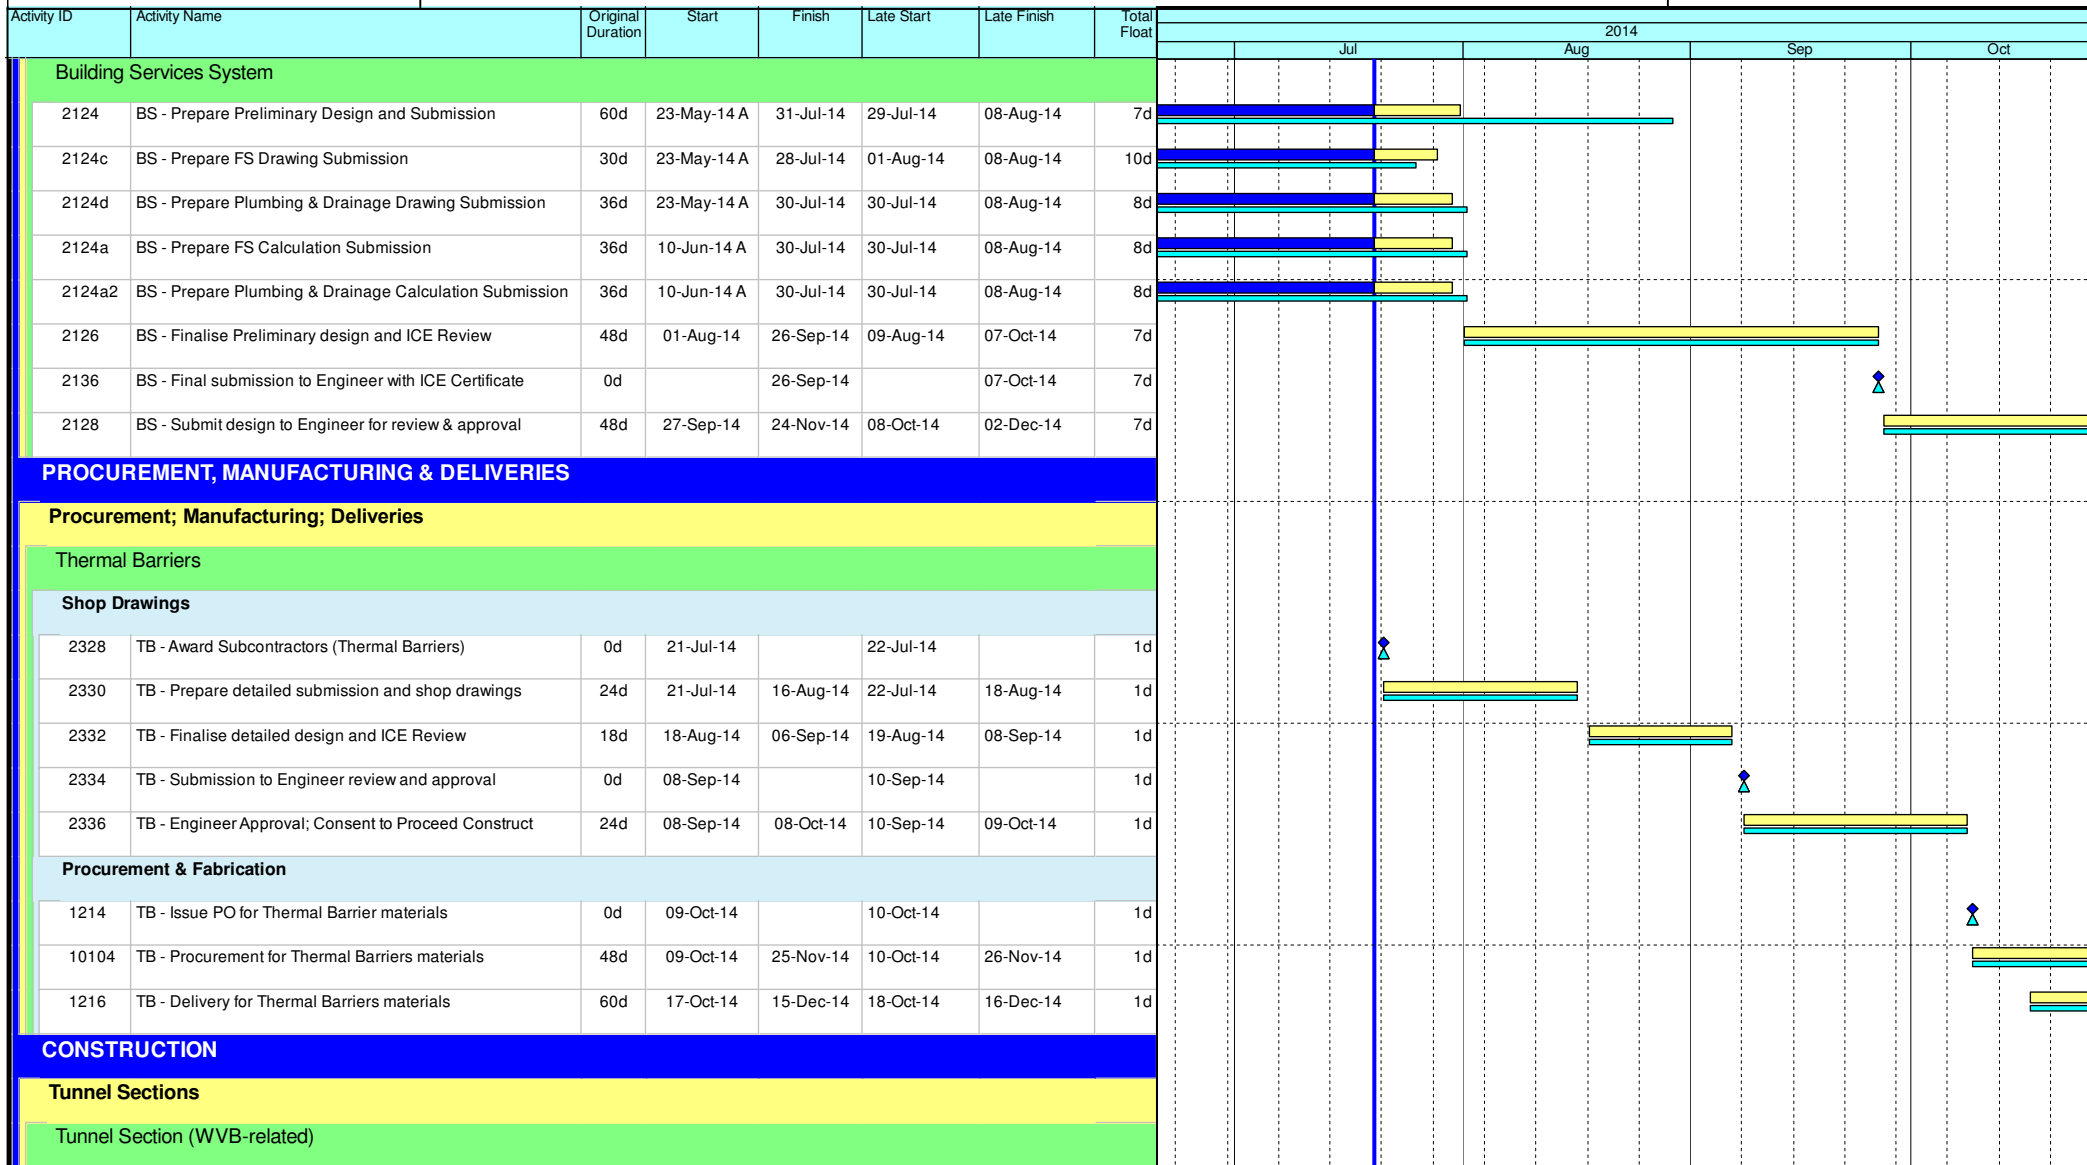 Activity ID Activity Name Original Duration Start Finish Late Start Late Finish Total Float
2014
Jul Aug Sep Oct
Building Services System
2124 BS - Prepare Preliminary Design and Submission 60d 23-May-14 A 31-Jul-14 29-Jul-14 08-Aug-14 7d
2124c BS - Prepare FS Drawing Submission 30d 23-May-14 A 28-Jul-14 01-Aug-14 08-Aug-14 10d
2124d BS - Prepare Plumbing & Drainage Drawing Submission 36d 23-May-14 A 30-Jul-14 30-Jul-14 08-Aug-14 8d
2124a BS - Prepare FS Calculation Submission 36d 10-Jun-14 A 30-Jul-14 30-Jul-14 08-Aug-14 8d
2124a2 BS - Prepare Plumbing & Drainage Calculation Submission 36d 10-Jun-14 A 30-Jul-14 30-Jul-14 08-Aug-14 8d
2126 BS - Finalise Preliminary design and ICE Review 48d 01-Aug-14 26-Sep-14 09-Aug-14 07-Oct-14 7d
2136 BS - Final submission to Engineer with ICE Certificate 0d 26-Sep-14 07-Oct-14 7d
2128 BS - Submit design to Engineer for review & approval 48d 27-Sep-14 24-Nov-14 08-Oct-14 02-Dec-14 7d
PROCUREMENT, MANUFACTURING & DELIVERIES
Procurement; Manufacturing; Deliveries
Thermal Barriers
Shop Drawings
2328 TB - Award Subcontractors (Thermal Barriers) 0d 21-Jul-14 22-Jul-14 1d
2330 TB - Prepare detailed submission and shop drawings 24d 21-Jul-14 16-Aug-14 22-Jul-14 18-Aug-14 1d
2332 TB - Finalise detailed design and ICE Review 18d 18-Aug-14 06-Sep-14 19-Aug-14 08-Sep-14 1d
2334 TB - Submission to Engineer review and approval 0d 08-Sep-14 10-Sep-14 1d
2336 TB - Engineer Approval; Consent to Proceed Construct 24d 08-Sep-14 08-Oct-14 10-Sep-14 09-Oct-14 1d
Procurement & Fabrication
1214 TB - Issue PO for Thermal Barrier materials 0d 09-Oct-14 10-Oct-14 1d
10104 TB - Procurement for Thermal Barriers materials 48d 09-Oct-14 25-Nov-14 10-Oct-14 26-Nov-14 1d
1216 TB - Delivery for Thermal Barriers materials 60d 17-Oct-14 15-Dec-14 18-Oct-14 16-Dec-14 1d
CONSTRUCTION
Tunnel Sections
Tunnel Section (WVB-related)